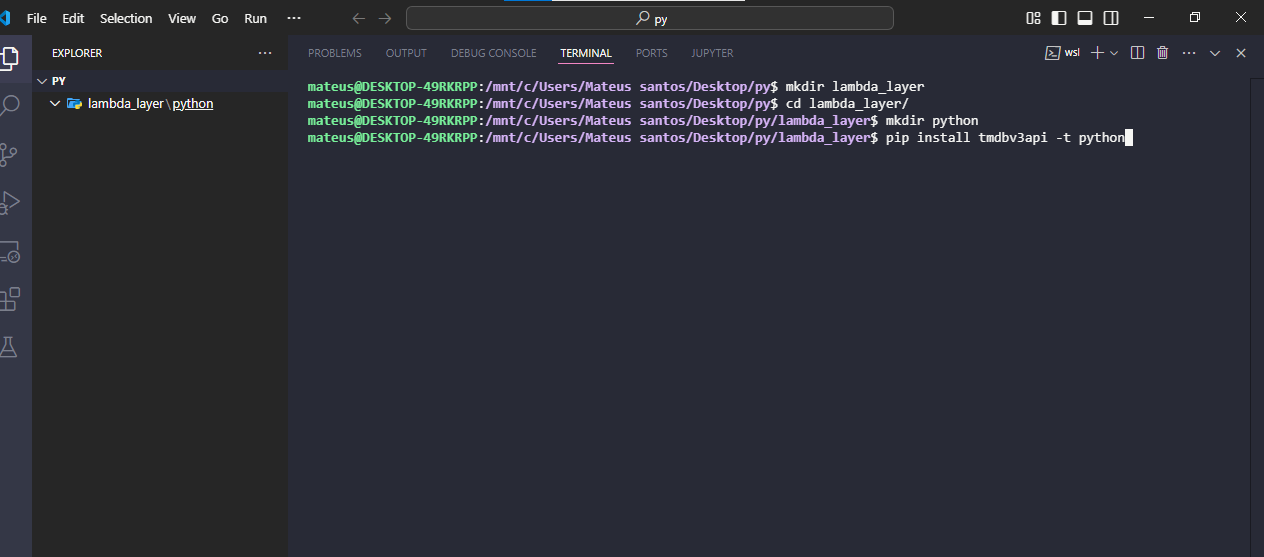 File Edit Selection View Go Run ··· py
EXPLORER ···
PROBLEMS OUTPUT DEBUG CONSOLE TERMINAL PORTS JUPYTER wsl
PY
lambda_layer\python
mateus@DESKTOP-49RKRPP:/mnt/c/Users/Mateus santos/Desktop/py$ mkdir lambda_layer
mateus@DESKTOP-49RKRPP:/mnt/c/Users/Mateus santos/Desktop/py$ cd lambda_layer/
mateus@DESKTOP-49RKRPP:/mnt/c/Users/Mateus santos/Desktop/py/lambda_layer$ mkdir python
mateus@DESKTOP-49RKRPP:/mnt/c/Users/Mateus santos/Desktop/py/lambda_layer$ pip install tmdbv3api -t python